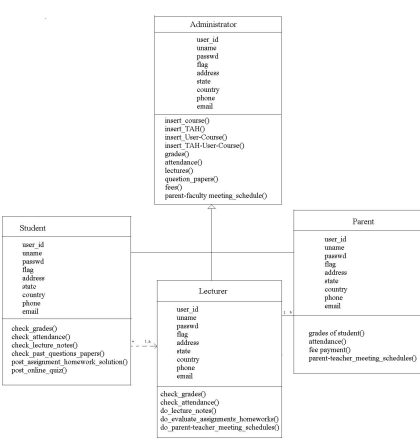 Administrator
user_id
uname
passwd
flag
address
state
country
phone
email
insert_course()
insert_TAH()
insert_User-Course()
insert_TAH-User-Course()
grades()
attendance()
lectures()
question_papers()
fees()
parent-faculty meeting_schedule()
Student
user_id
uname
passwd
flag
address
state
country
phone
email
check_grades()
check_attendance()
check_lecture_notes()
check_past_questions_papers()
post_assignment_homework_solution()
post_online_quiz()
Lecturer
user_id
uname
passwd
flag
address
state
country
phone
email
check_grades()
check_attendance()
do_lecture_notes()
do_evaluate_assignments_homeworks()
do_parent-teacher_meeting_schedules()
Parent
user_id
uname
passwd
flag
address
state
country
phone
email
grades of student()
attendance()
fee payment()
parent-teacher_meeting_schedules()